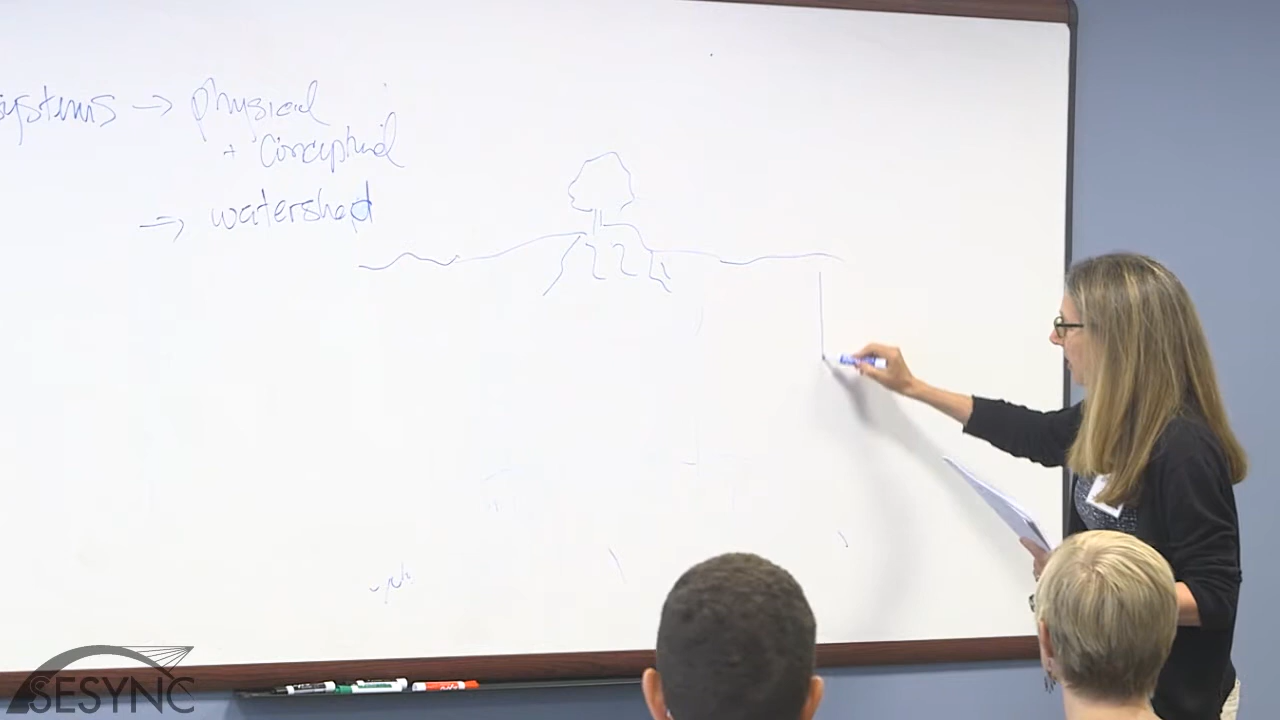 systems → physical
+ conceptual
→ watershed
SESYNC